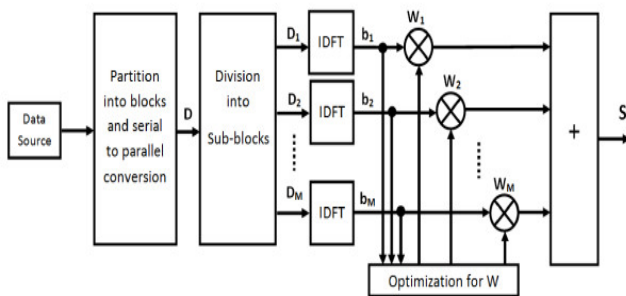 Data
Source
Partition
into blocks
and serial
to parallel
conversion
D
Division
into
Sub-blocks
D1
IDFT
b1
W1
D2
IDFT
b2
W2
DM
IDFT
bM
WM
+
S
Optimization for W